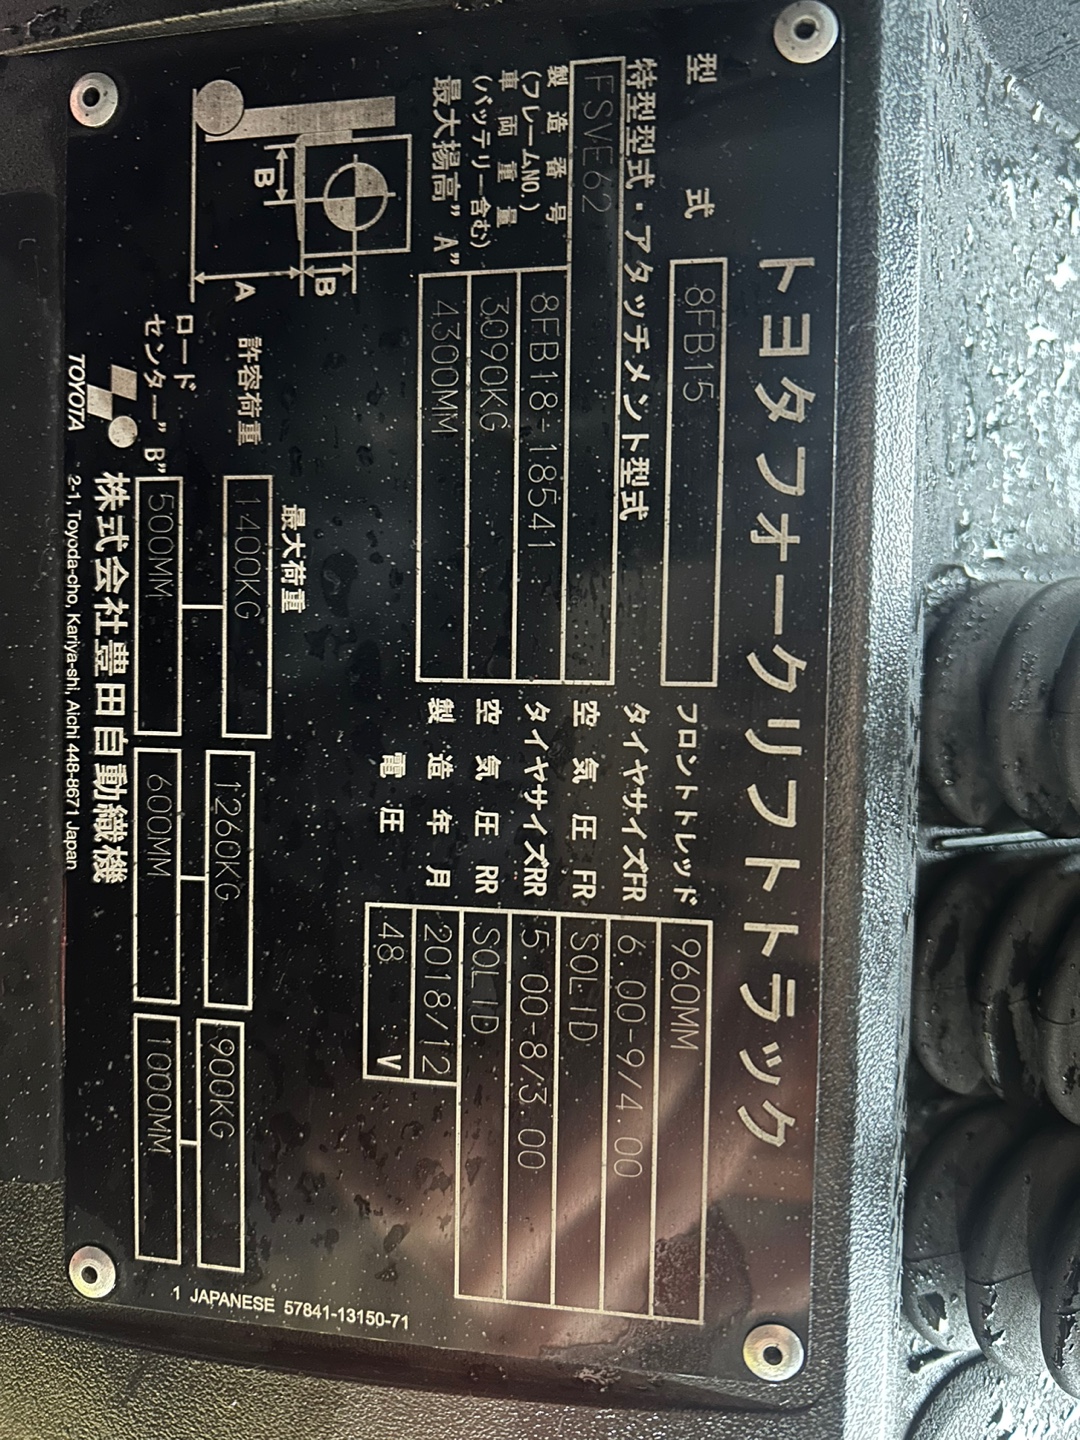 トヨタフォークリフトトラック
型式 8FB15
特型型式・アタッチメント型式
FSVE62
製造番号
(フレームNO.) 8FB18-18541
車両重量
(バッテリー含む) 3090KG
最大揚高"A" 4300MM
フロントトレッド 960MM
タイヤサイズFR 6.00-9/4.00
空気圧FR SOLID
タイヤサイズRR 5.00-8/3.00
空気圧RR SOLID
製造年月 2018/12
電圧 48 V
B
B
A
最大荷重
許容荷重 1400KG 1260KG 900KG
ロード
センター"B" 500MM 600MM 1000MM
TOYOTA
株式会社豊田自動織機
2-1, Toyoda-cho, Kariya-shi, Aichi 448-8671 Japan
1 JAPANESE 57841-13150-71